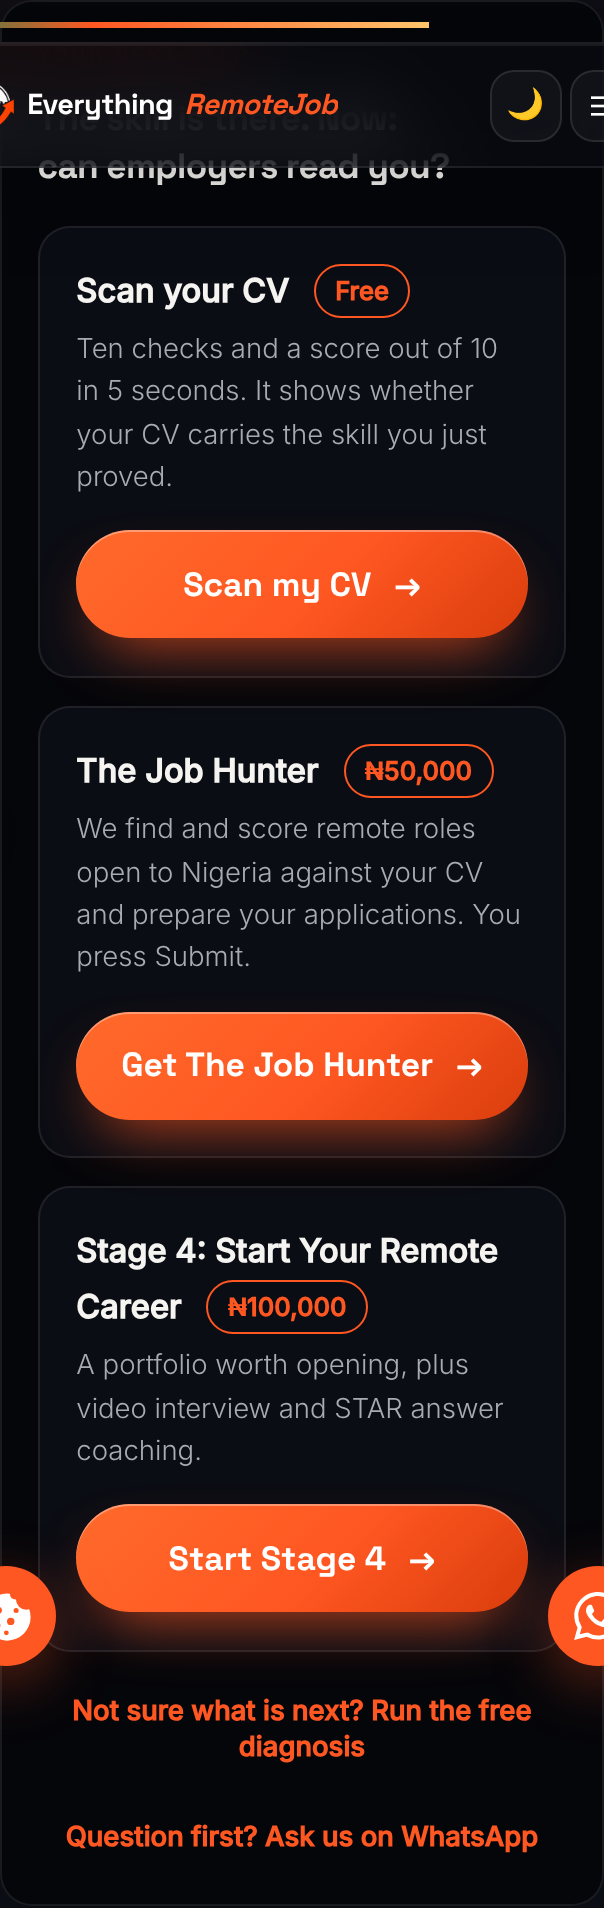 Everything RemoteJob
The skill is there. Now:
can employers read you?
Scan your CV Free
Ten checks and a score out of 10
in 5 seconds. It shows whether
your CV carries the skill you just
proved.
Scan my CV →
The Job Hunter ₦50,000
We find and score remote roles
open to Nigeria against your CV
and prepare your applications. You
press Submit.
Get The Job Hunter →
Stage 4: Start Your Remote
Career ₦100,000
A portfolio worth opening, plus
video interview and STAR answer
coaching.
Start Stage 4 →
Not sure what is next? Run the free
diagnosis
Question first? Ask us on WhatsApp